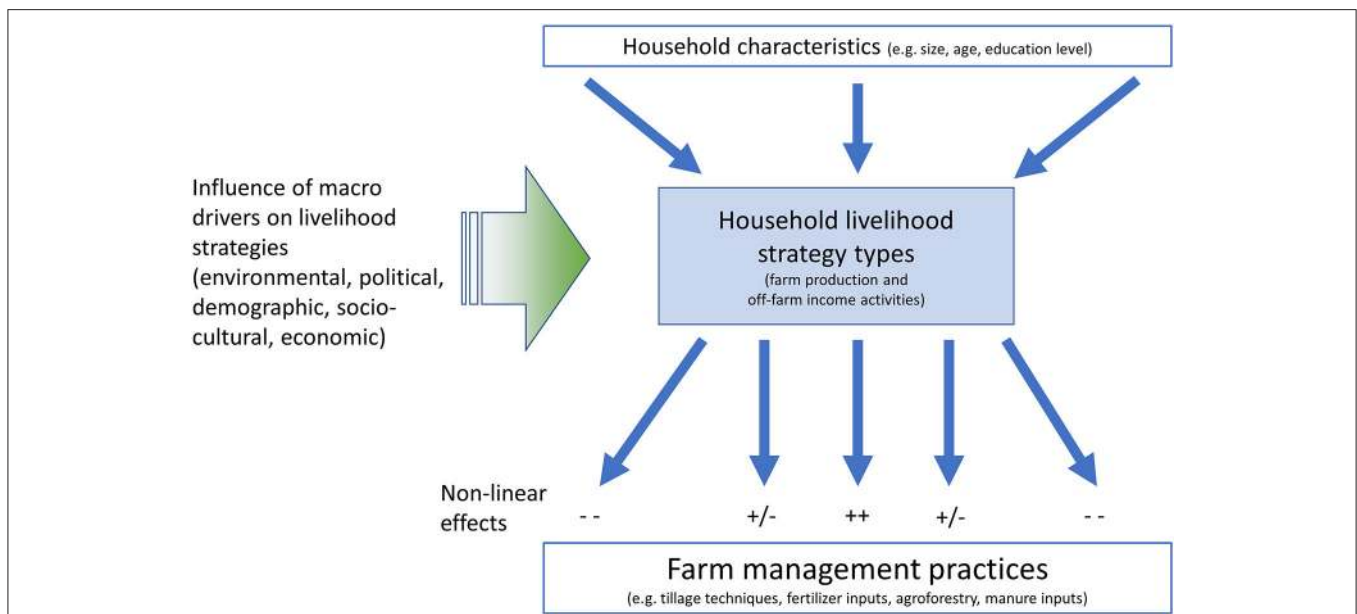 Household characteristics (e.g. size, age, education level)
Influence of macro
drivers on livelihood
strategies
(environmental, political,
demographic, socio-
cultural, economic)
Household livelihood
strategy types
(farm production and
off-farm income activities)
Non-linear
effects
- - +/- ++ +/- - -
Farm management practices
(e.g. tillage techniques, fertilizer inputs, agroforestry, manure inputs)